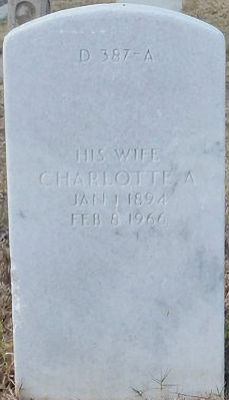 D 387-A
HIS WIFE
CHARLOTTE A
JAN 1 1894
FEB 8 1966